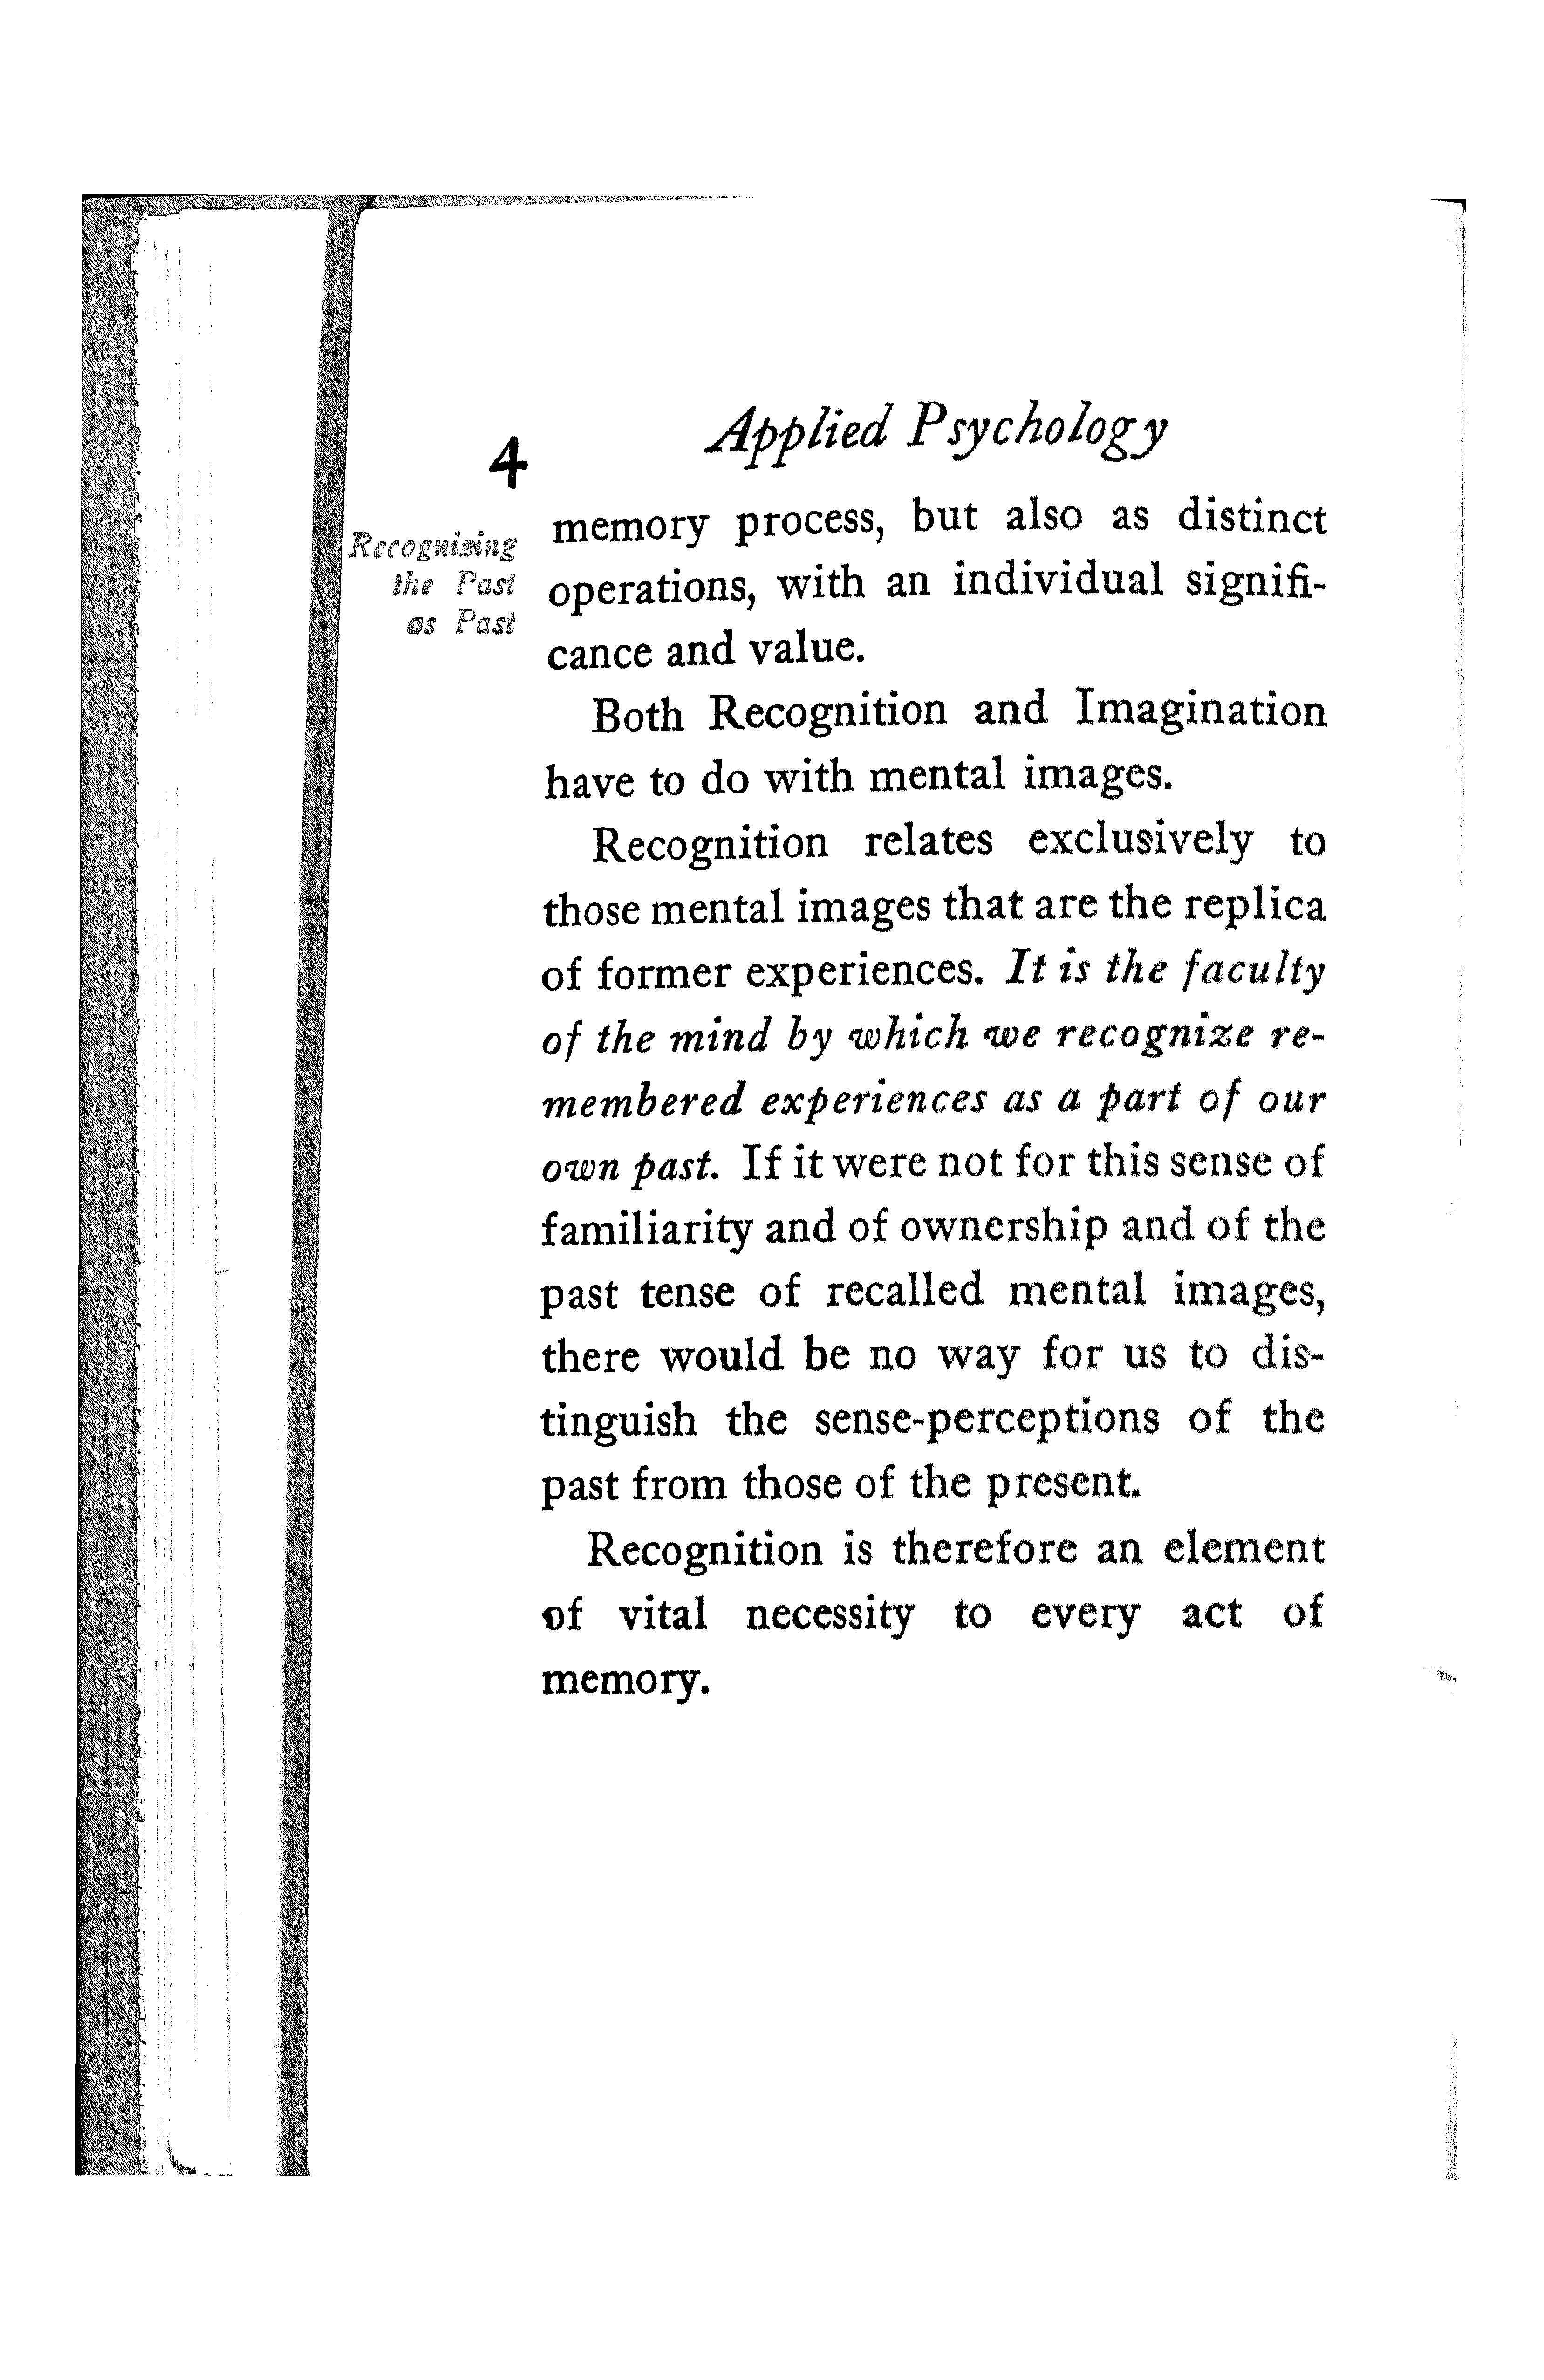 4
Applied Psychology
Recognizing
the Past
as Past
memory process, but also as distinct
operations, with an individual signifi-
cance and value.
Both Recognition and Imagination
have to do with mental images.
Recognition relates exclusively to
those mental images that are the replica
of former experiences. It is the faculty
of the mind by which we recognize re-
membered experiences as a part of our
own past. If it were not for this sense of
familiarity and of ownership and of the
past tense of recalled mental images,
there would be no way for us to dis-
tinguish the sense-perceptions of the
past from those of the present.
Recognition is therefore an element
of vital necessity to every act of
memory.